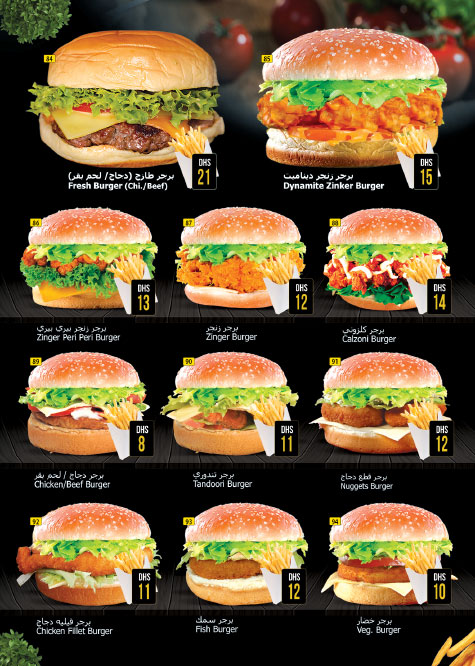 84
DHS
21
برجر طازج (دجاج/ لحم بقر)
Fresh Burger (Chi./Beef)
85
DHS
15
برجر زنجر ديناميت
Dynamite Zinker Burger
86
DHS
13
برجر زنجر بيري بيري
Zinger Peri Peri Burger
87
DHS
12
برجر زنجر
Zinger Burger
88
DHS
14
برجر كلزوني
Calzoni Burger
89
DHS
8
برجر دجاج / لحم بقر
Chicken/Beef Burger
90
DHS
11
برجر تندوري
Tandoori Burger
91
DHS
12
برجر قطع دجاج
Nuggets Burger
92
DHS
11
برجر فيليه دجاج
Chicken Fillet Burger
93
DHS
12
برجر سمك
Fish Burger
94
DHS
10
برجر خضار
Veg. Burger